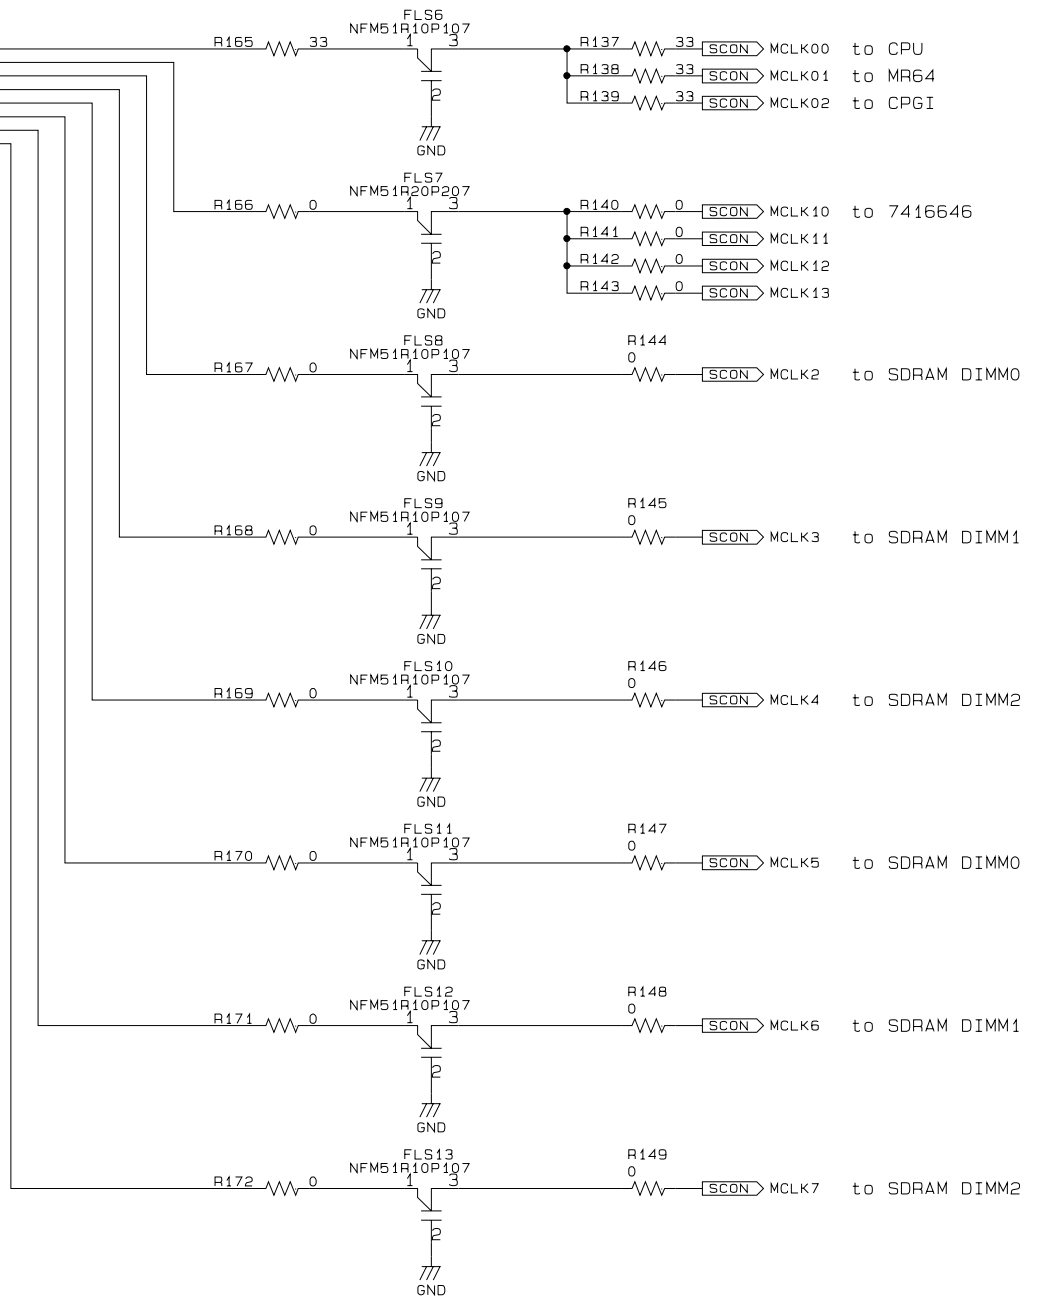 FLS6
NFM51R10P107
R165 33 1 3 R137 33 SCON MCLK00 to CPU
R138 33 SCON MCLK01 to MR64
2 R139 33 SCON MCLK02 to CPGI
GND
FLS7
NFM51R20P207
R166 0 1 3 R140 0 SCON MCLK10 to 7416646
R141 0 SCON MCLK11
2 R142 0 SCON MCLK12
R143 0 SCON MCLK13
GND
FLS8 R144
NFM51R10P107 0
R167 0 1 3 SCON MCLK2 to SDRAM DIMM0
2
GND
FLS9 R145
NFM51R10P107 0
R168 0 1 3 SCON MCLK3 to SDRAM DIMM1
2
GND
FLS10 R146
NFM51R10P107 0
R169 0 1 3 SCON MCLK4 to SDRAM DIMM2
2
GND
FLS11 R147
NFM51R10P107 0
R170 0 1 3 SCON MCLK5 to SDRAM DIMM0
2
GND
FLS12 R148
NFM51R10P107 0
R171 0 1 3 SCON MCLK6 to SDRAM DIMM1
2
GND
FLS13 R149
NFM51R10P107 0
R172 0 1 3 SCON MCLK7 to SDRAM DIMM2
2
GND